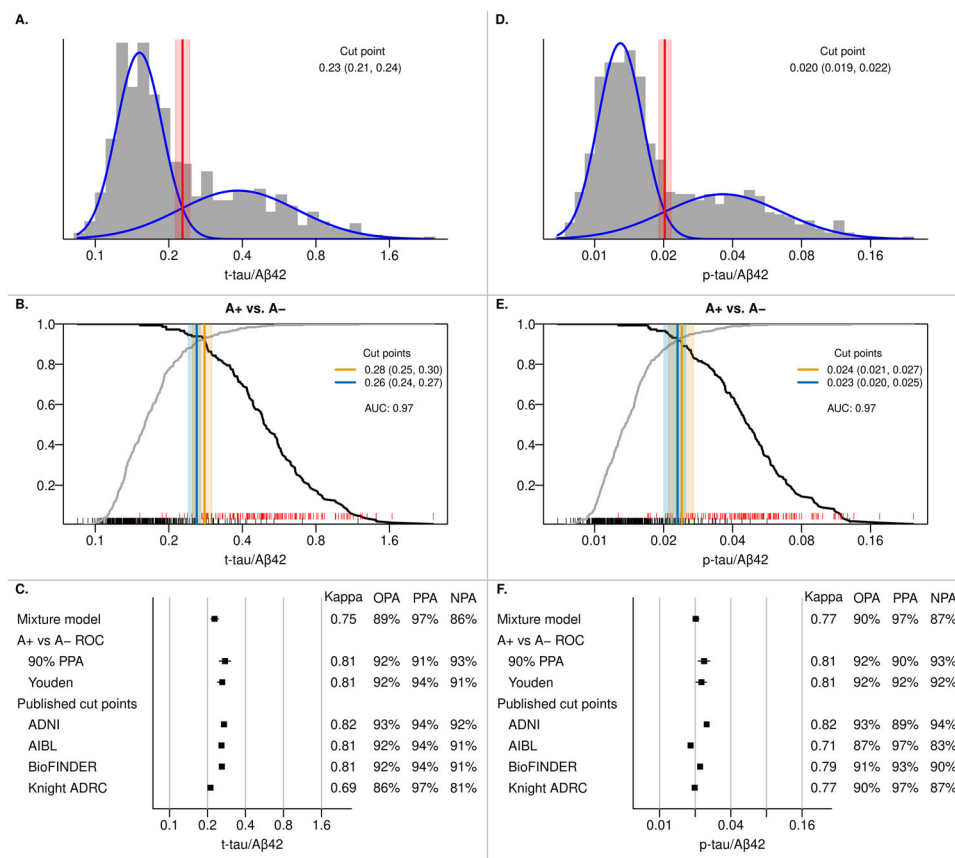 A.
Cut point
0.23 (0.21, 0.24)
0.1 0.2 0.4 0.8 1.6
t-tau/Aβ42
D.
Cut point
0.020 (0.019, 0.022)
0.01 0.02 0.04 0.08 0.16
p-tau/Aβ42
B.
A+ vs. A−
1.0
0.8
0.6
0.4
0.2
Cut points
0.28 (0.25, 0.30)
0.26 (0.24, 0.27)
AUC: 0.97
0.1 0.2 0.4 0.8 1.6
t-tau/Aβ42
E.
A+ vs. A−
1.0
0.8
0.6
0.4
0.2
Cut points
0.024 (0.021, 0.027)
0.023 (0.020, 0.025)
AUC: 0.97
0.01 0.02 0.04 0.08 0.16
p-tau/Aβ42
C.
Kappa OPA PPA NPA
Mixture model 0.75 89% 97% 86%
A+ vs A− ROC
90% PPA 0.81 92% 91% 93%
Youden 0.81 92% 94% 91%
Published cut points
ADNI 0.82 93% 94% 92%
AIBL 0.81 92% 94% 91%
BioFINDER 0.81 92% 94% 91%
Knight ADRC 0.69 86% 97% 81%
0.1 0.2 0.4 0.8 1.6
t-tau/Aβ42
F.
Kappa OPA PPA NPA
Mixture model 0.77 90% 97% 87%
A+ vs A− ROC
90% PPA 0.81 92% 90% 93%
Youden 0.81 92% 92% 92%
Published cut points
ADNI 0.82 93% 89% 94%
AIBL 0.71 87% 97% 83%
BioFINDER 0.79 91% 93% 90%
Knight ADRC 0.77 90% 97% 87%
0.01 0.04 0.16
p-tau/Aβ42